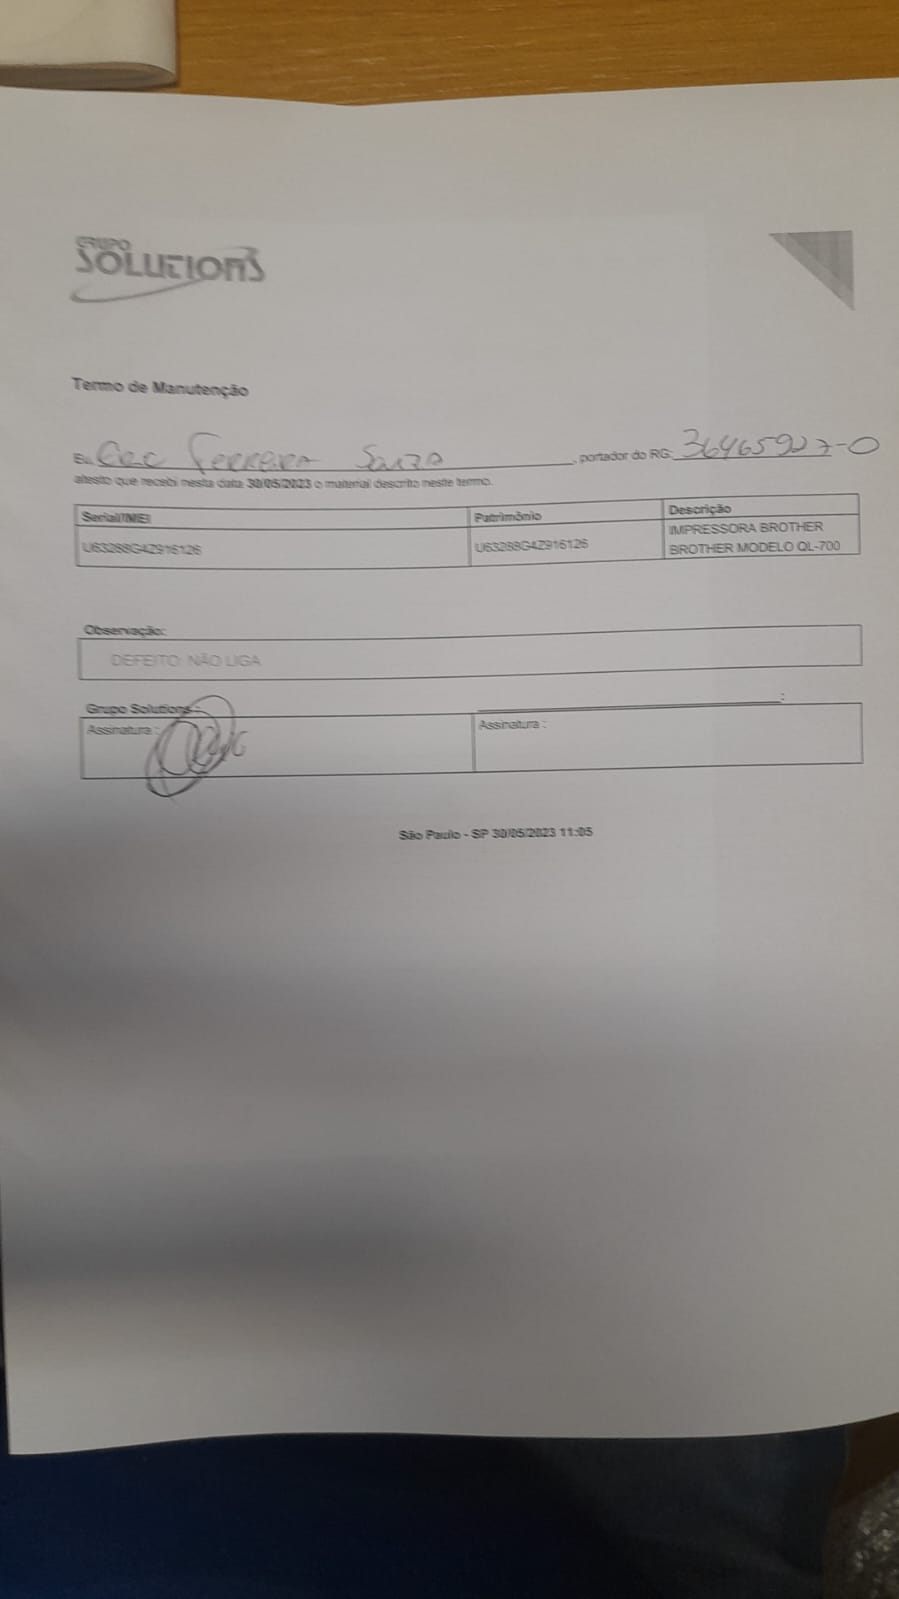 GRUPO
SOLUTIONS
Termo de Manutenção
Eu, Ferreira Souza, portador do RG: 36465927-0
atesto que recebi nesta data 30/05/2023 o material descrito neste termo.
Serial/IMEI Patrimônio Descrição
U63288G4Z916126 U63288G4Z916126 IMPRESSORA BROTHER
BROTHER MODELO QL-700
Observação:
DEFEITO: NÃO LIGA
Grupo Solutions :
Assinatura : Assinatura :
São Paulo - SP 30/05/2023 11:05